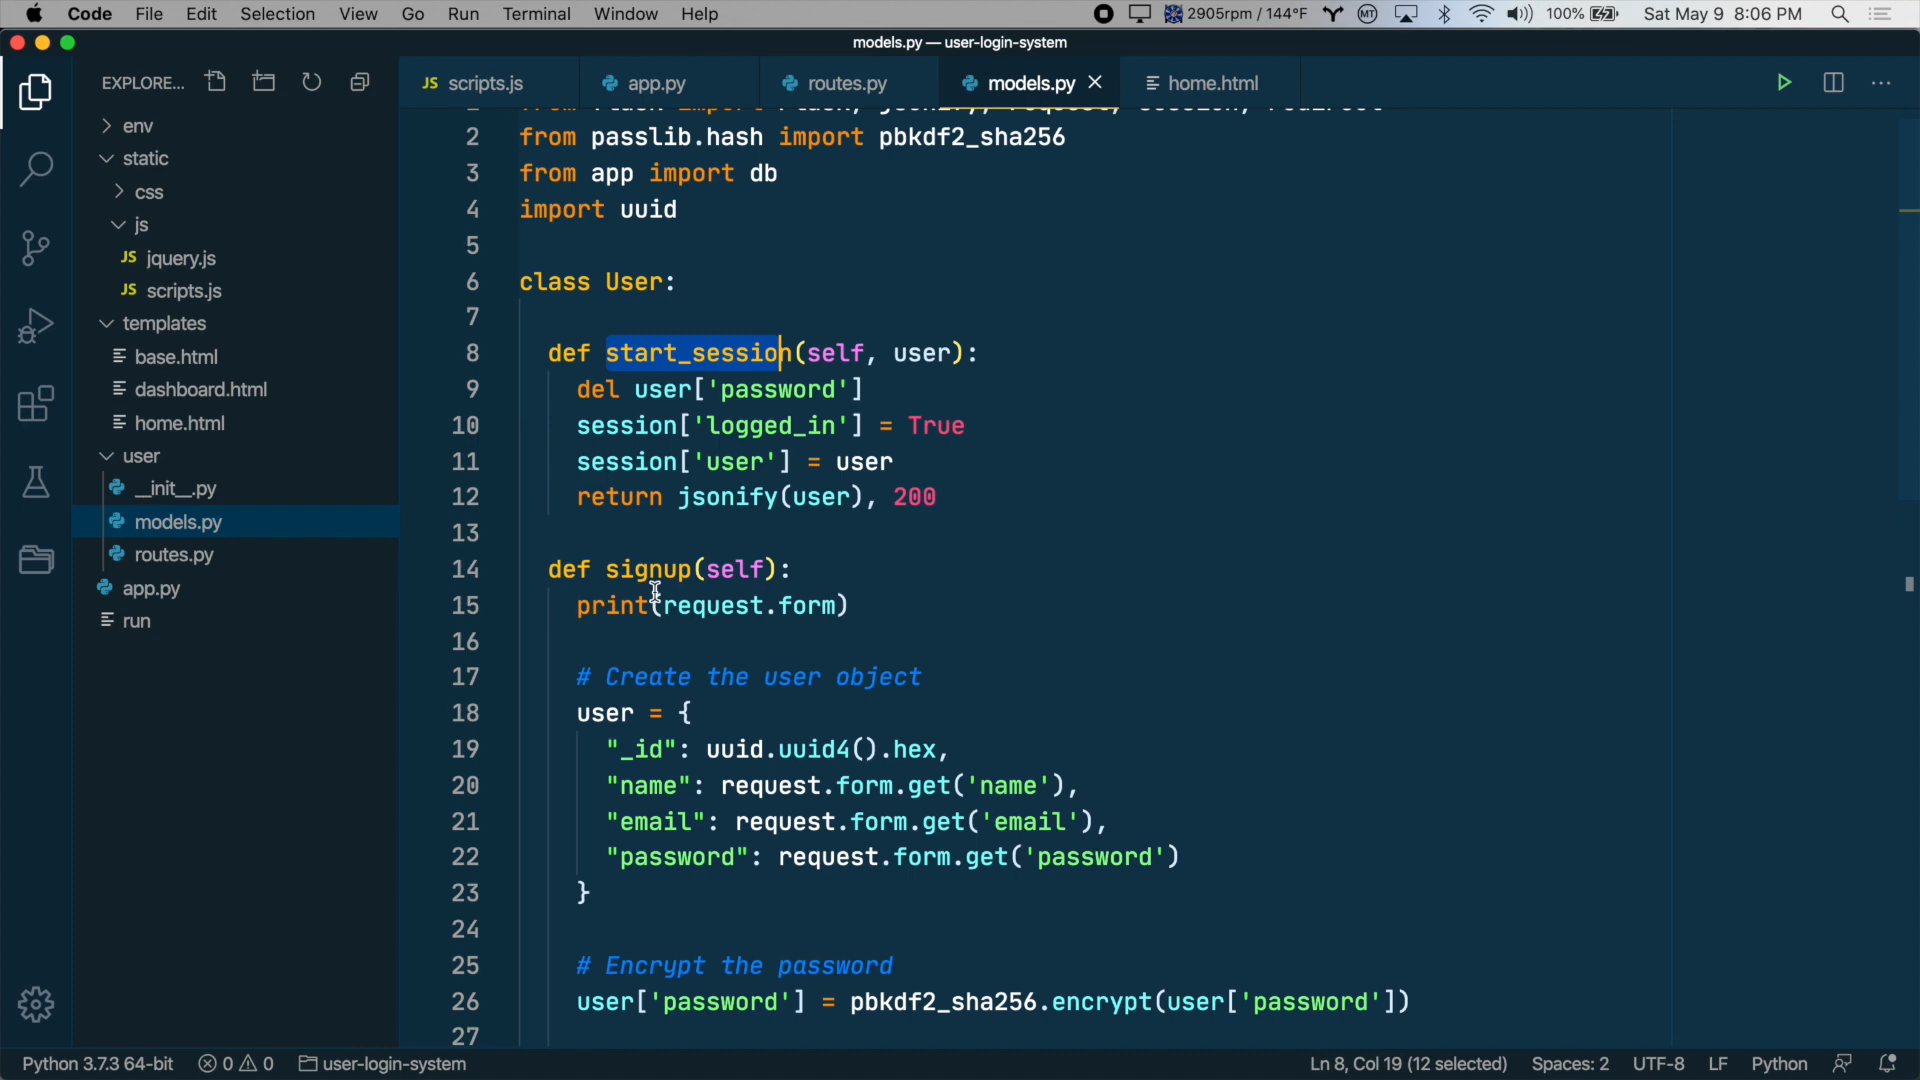 Code File Edit Selection View Go Run Terminal Window Help 2905rpm / 144°F MT 100% Sat May 9 8:06 PM
models.py — user-login-system
EXPLORE... JS scripts.js app.py routes.py models.py home.html
env
static
css
js
JS jquery.js
JS scripts.js
templates
base.html
dashboard.html
home.html
user
__init__.py
models.py
routes.py
app.py
run
2 from passlib.hash import pbkdf2_sha256
3 from app import db
4 import uuid
5
6 class User:
7
8 def start_session(self, user):
9 del user['password']
10 session['logged_in'] = True
11 session['user'] = user
12 return jsonify(user), 200
13
14 def signup(self):
15 print(request.form)
16
17 # Create the user object
18 user = {
19 "_id": uuid.uuid4().hex,
20 "name": request.form.get('name'),
21 "email": request.form.get('email'),
22 "password": request.form.get('password')
23 }
24
25 # Encrypt the password
26 user['password'] = pbkdf2_sha256.encrypt(user['password'])
27
Python 3.7.3 64-bit 0 0 user-login-system Ln 8, Col 19 (12 selected) Spaces: 2 UTF-8 LF Python